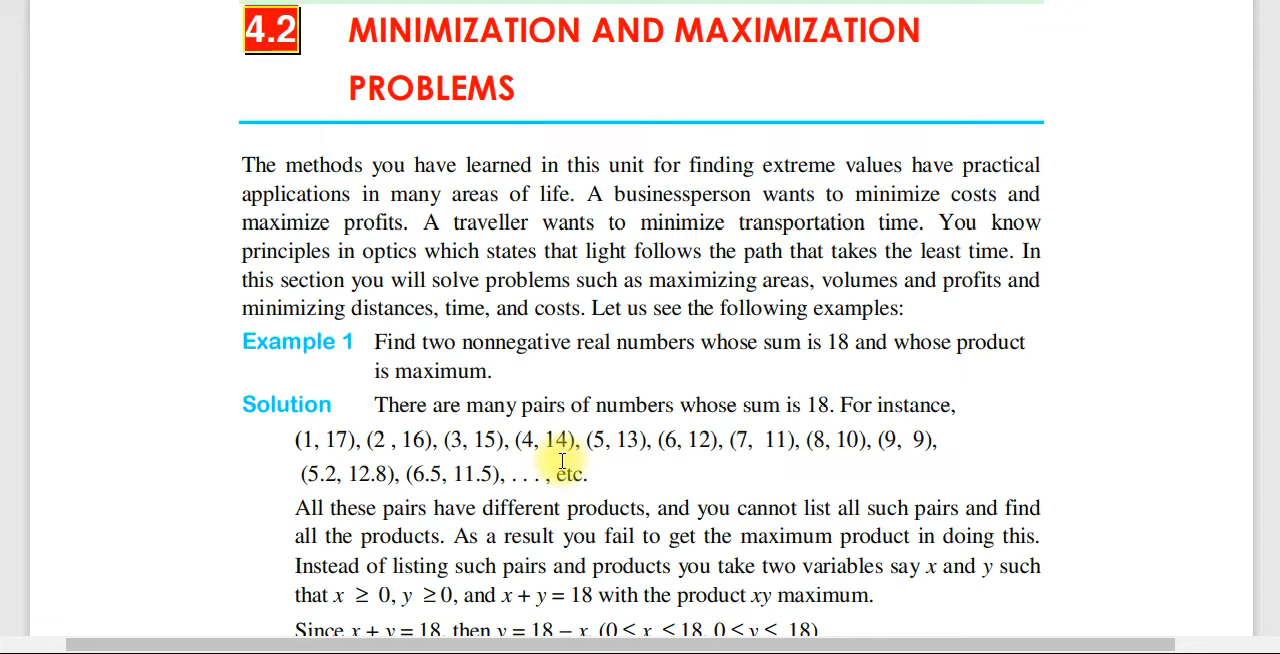 4.2 MINIMIZATION AND MAXIMIZATION
PROBLEMS
The methods you have learned in this unit for finding extreme values have practical
applications in many areas of life. A businessperson wants to minimize costs and
maximize profits. A traveller wants to minimize transportation time. You know
principles in optics which states that light follows the path that takes the least time. In
this section you will solve problems such as maximizing areas, volumes and profits and
minimizing distances, time, and costs. Let us see the following examples:
Example 1 Find two nonnegative real numbers whose sum is 18 and whose product
is maximum.
Solution There are many pairs of numbers whose sum is 18. For instance,
(1, 17), (2 , 16), (3, 15), (4, 14), (5, 13), (6, 12), (7, 11), (8, 10), (9, 9),
(5.2, 12.8), (6.5, 11.5), . . . , etc.
All these pairs have different products, and you cannot list all such pairs and find
all the products. As a result you fail to get the maximum product in doing this.
Instead of listing such pairs and products you take two variables say x and y such
that x ≥ 0, y ≥0, and x + y = 18 with the product xy maximum.
Since x + y = 18, then y = 18 – x, (0 ≤ x ≤ 18, 0 ≤ y ≤ 18)